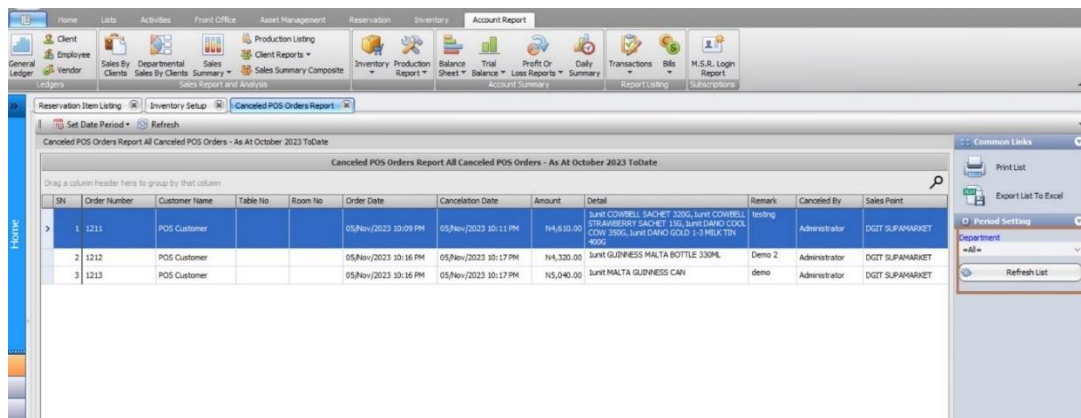 Home Lists Activities Front Office Asset Management Reservation Inventory Account Report
General Ledger
Client
Employee
Vendor
Ledgers
Sales By Clients
Departmental Sales By Clients
Sales Summary
Production Listing
Client Reports
Sales Summary Composite
Sales Report and Analysis
Inventory
Production Report
Balance Sheet
Trial Balance
Profit Or Loss Reports
Daily Summary
Account Summary
Transactions
Bills
Report Listing
M.S.R. Login Report
Subscriptions
Reservation Item Listing Inventory Setup Canceled POS Orders Report
Set Date Period Refresh
Canceled POS Orders Report All Canceled POS Orders - As At October 2023 ToDate
Canceled POS Orders Report All Canceled POS Orders - As At October 2023 ToDate
Drag a column header here to group by that column
SN Order Number Customer Name Table No Room No Order Date Cancelation Date Amount Detail Remark Canceled By Sales Point
1 1211 POS Customer 05/Nov/2023 10:09 PM 05/Nov/2023 10:11 PM N4,610.00 1unit COWBELL SACHET 320G, 1unit COWBELL testing Administrator DGIT SUPAMARKET
STRAWBERRY SACHET 15G, 1unit DANO COOL
COW 350G, 1unit DANO GOLD 1-3 MILK TIN
400G
2 1212 POS Customer 05/Nov/2023 10:16 PM 05/Nov/2023 10:17 PM N4,320.00 1unit GUINNESS MALTA BOTTLE 330ML Demo 2 Administrator DGIT SUPAMARKET
3 1213 POS Customer 05/Nov/2023 10:16 PM 05/Nov/2023 10:17 PM N5,040.00 1unit MALTA GUINNESS CAN demo Administrator DGIT SUPAMARKET
Home
Common Links
Print List
Export List To Excel
Period Setting
Department
=All=
Refresh List